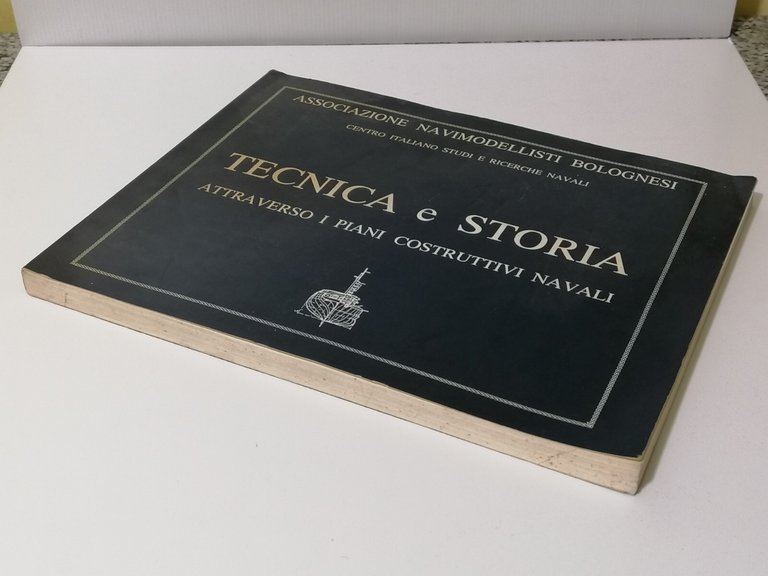 ASSOCIAZIONE NAVIMODELLISTI BOLOGNESI
CENTRO ITALIANO STUDI E RICERCHE NAVALI
TECNICA e STORIA
ATTRAVERSO I PIANI COSTRUTTIVI NAVALI